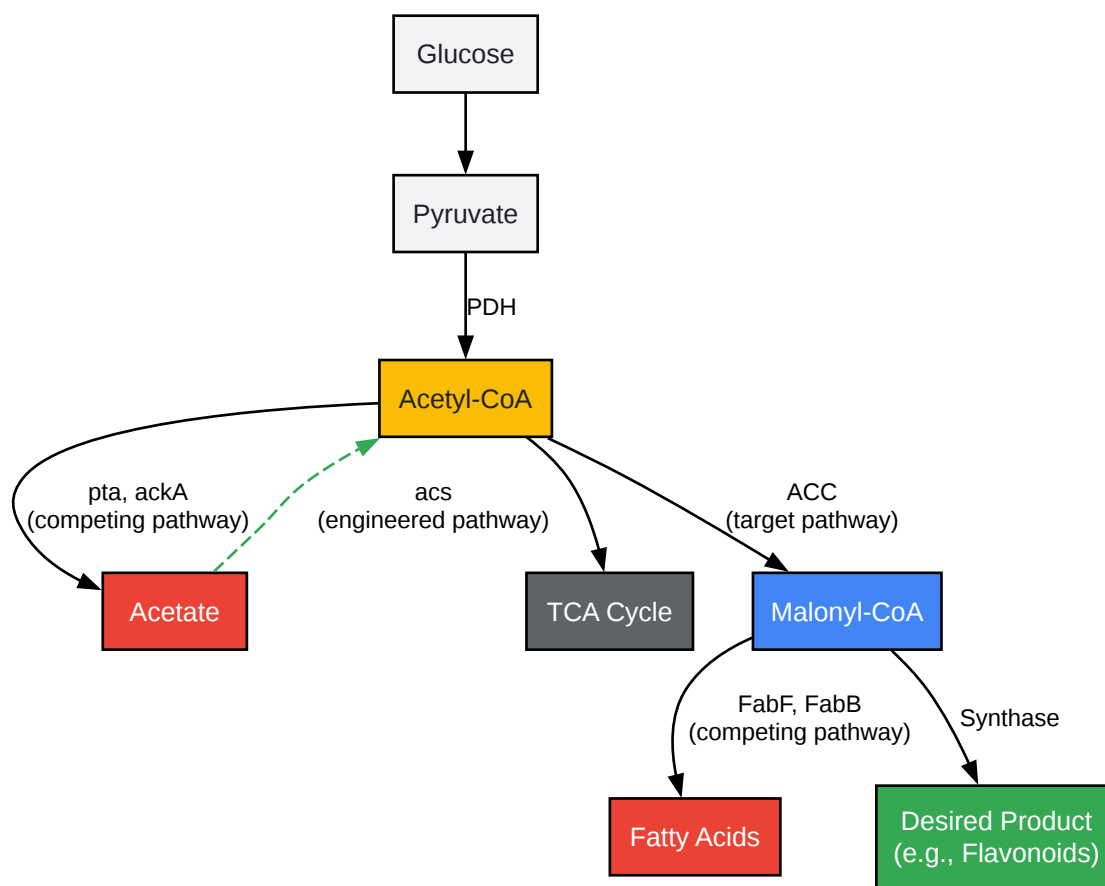 Glucose
Pyruvate
PDH
Acetyl-CoA
pta, ackA
(competing pathway)
acs
(engineered pathway)
ACC
(target pathway)
Acetate
TCA Cycle
Malonyl-CoA
FabF, FabB
(competing pathway)
Synthase
Fatty Acids
Desired Product
(e.g., Flavonoids)